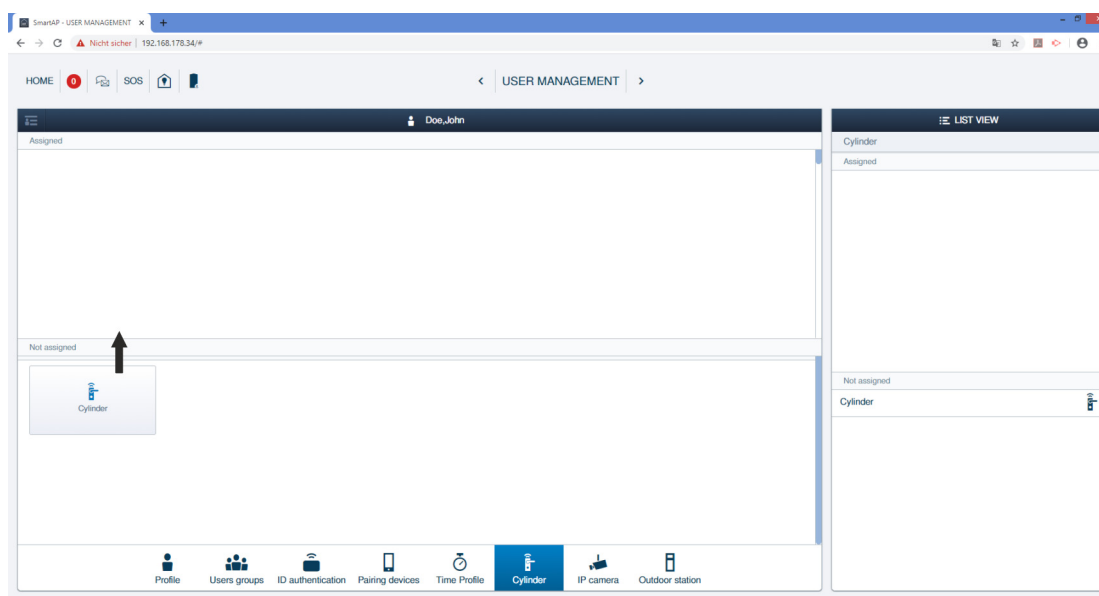 SmartAP - USER MANAGEMENT
Nicht sicher | 192.168.178.34/#
HOME 0 SOS
USER MANAGEMENT
Doe,John
Assigned
Not assigned
Cylinder
Profile Users groups ID authentication Pairing devices Time Profile Cylinder IP camera Outdoor station
LIST VIEW
Cylinder
Assigned
Not assigned
Cylinder